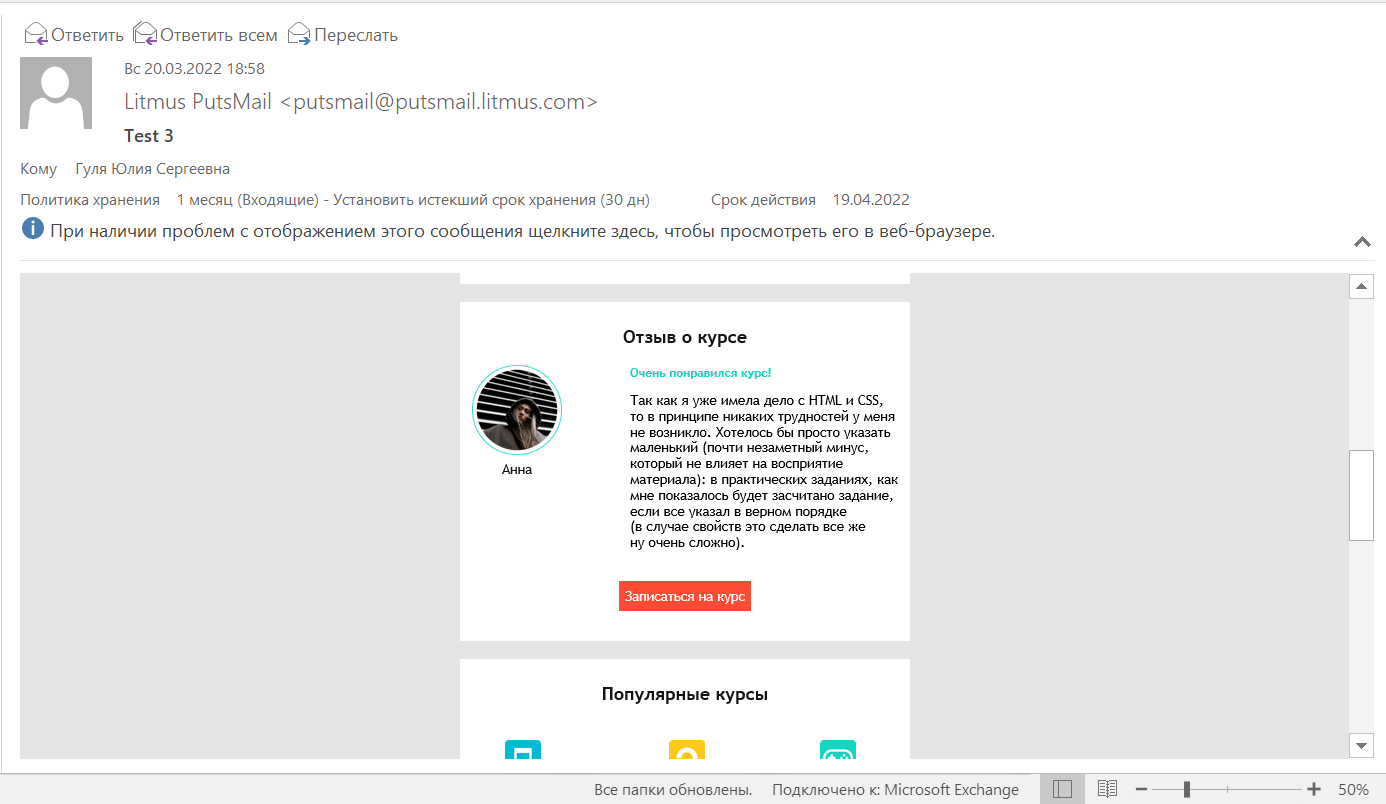 Ответить Ответить всем Переслать
Вс 20.03.2022 18:58
Litmus PutsMail <putsmail@putsmail.litmus.com>
Test 3
Кому Гуля Юлия Сергеевна
Политика хранения 1 месяц (Входящие) - Установить истекший срок хранения (30 дн) Срок действия 19.04.2022
При наличии проблем с отображением этого сообщения щелкните здесь, чтобы просмотреть его в веб-браузере.
Отзыв о курсе
Анна
Очень понравился курс!
Так как я уже имела дело с HTML и CSS,
то в принципе никаких трудностей у меня
не возникло. Хотелось бы просто указать
маленький (почти незаметный минус,
который не влияет на восприятие
материала): в практических заданиях, как
мне показалось будет засчитано задание,
если все указал в верном порядке
(в случае свойств это сделать все же
ну очень сложно).
Записаться на курс
Популярные курсы
Все папки обновлены. Подключено к: Microsoft Exchange 50%